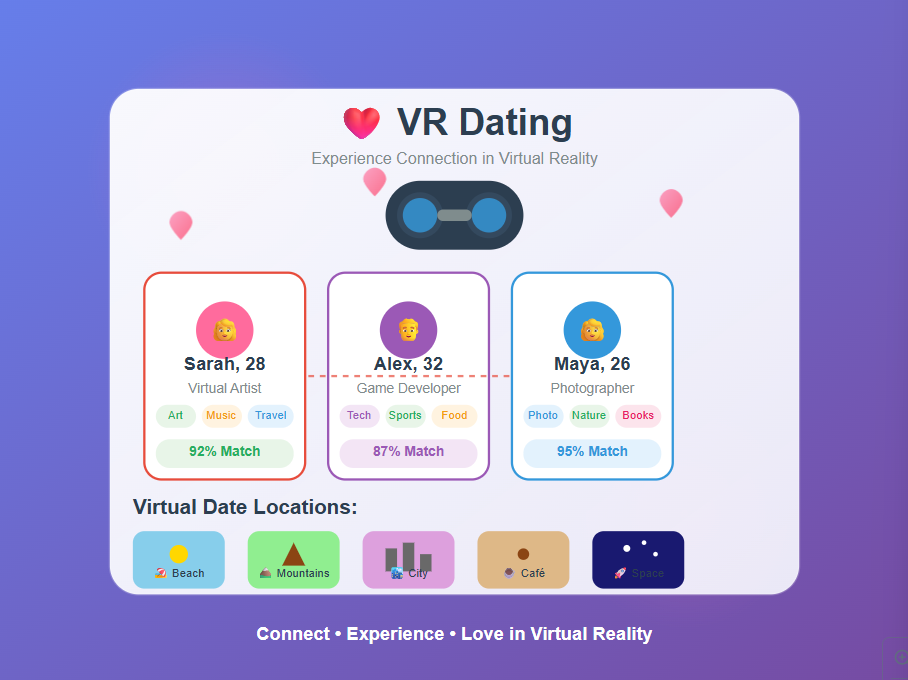 VR Dating
Experience Connection in Virtual Reality
Sarah, 28
Virtual Artist
Art Music Travel
92% Match
Alex, 32
Game Developer
Tech Sports Food
87% Match
Maya, 26
Photographer
Photo Nature Books
95% Match
Virtual Date Locations:
Beach
Mountains
City
Café
Space
Connect • Experience • Love in Virtual Reality